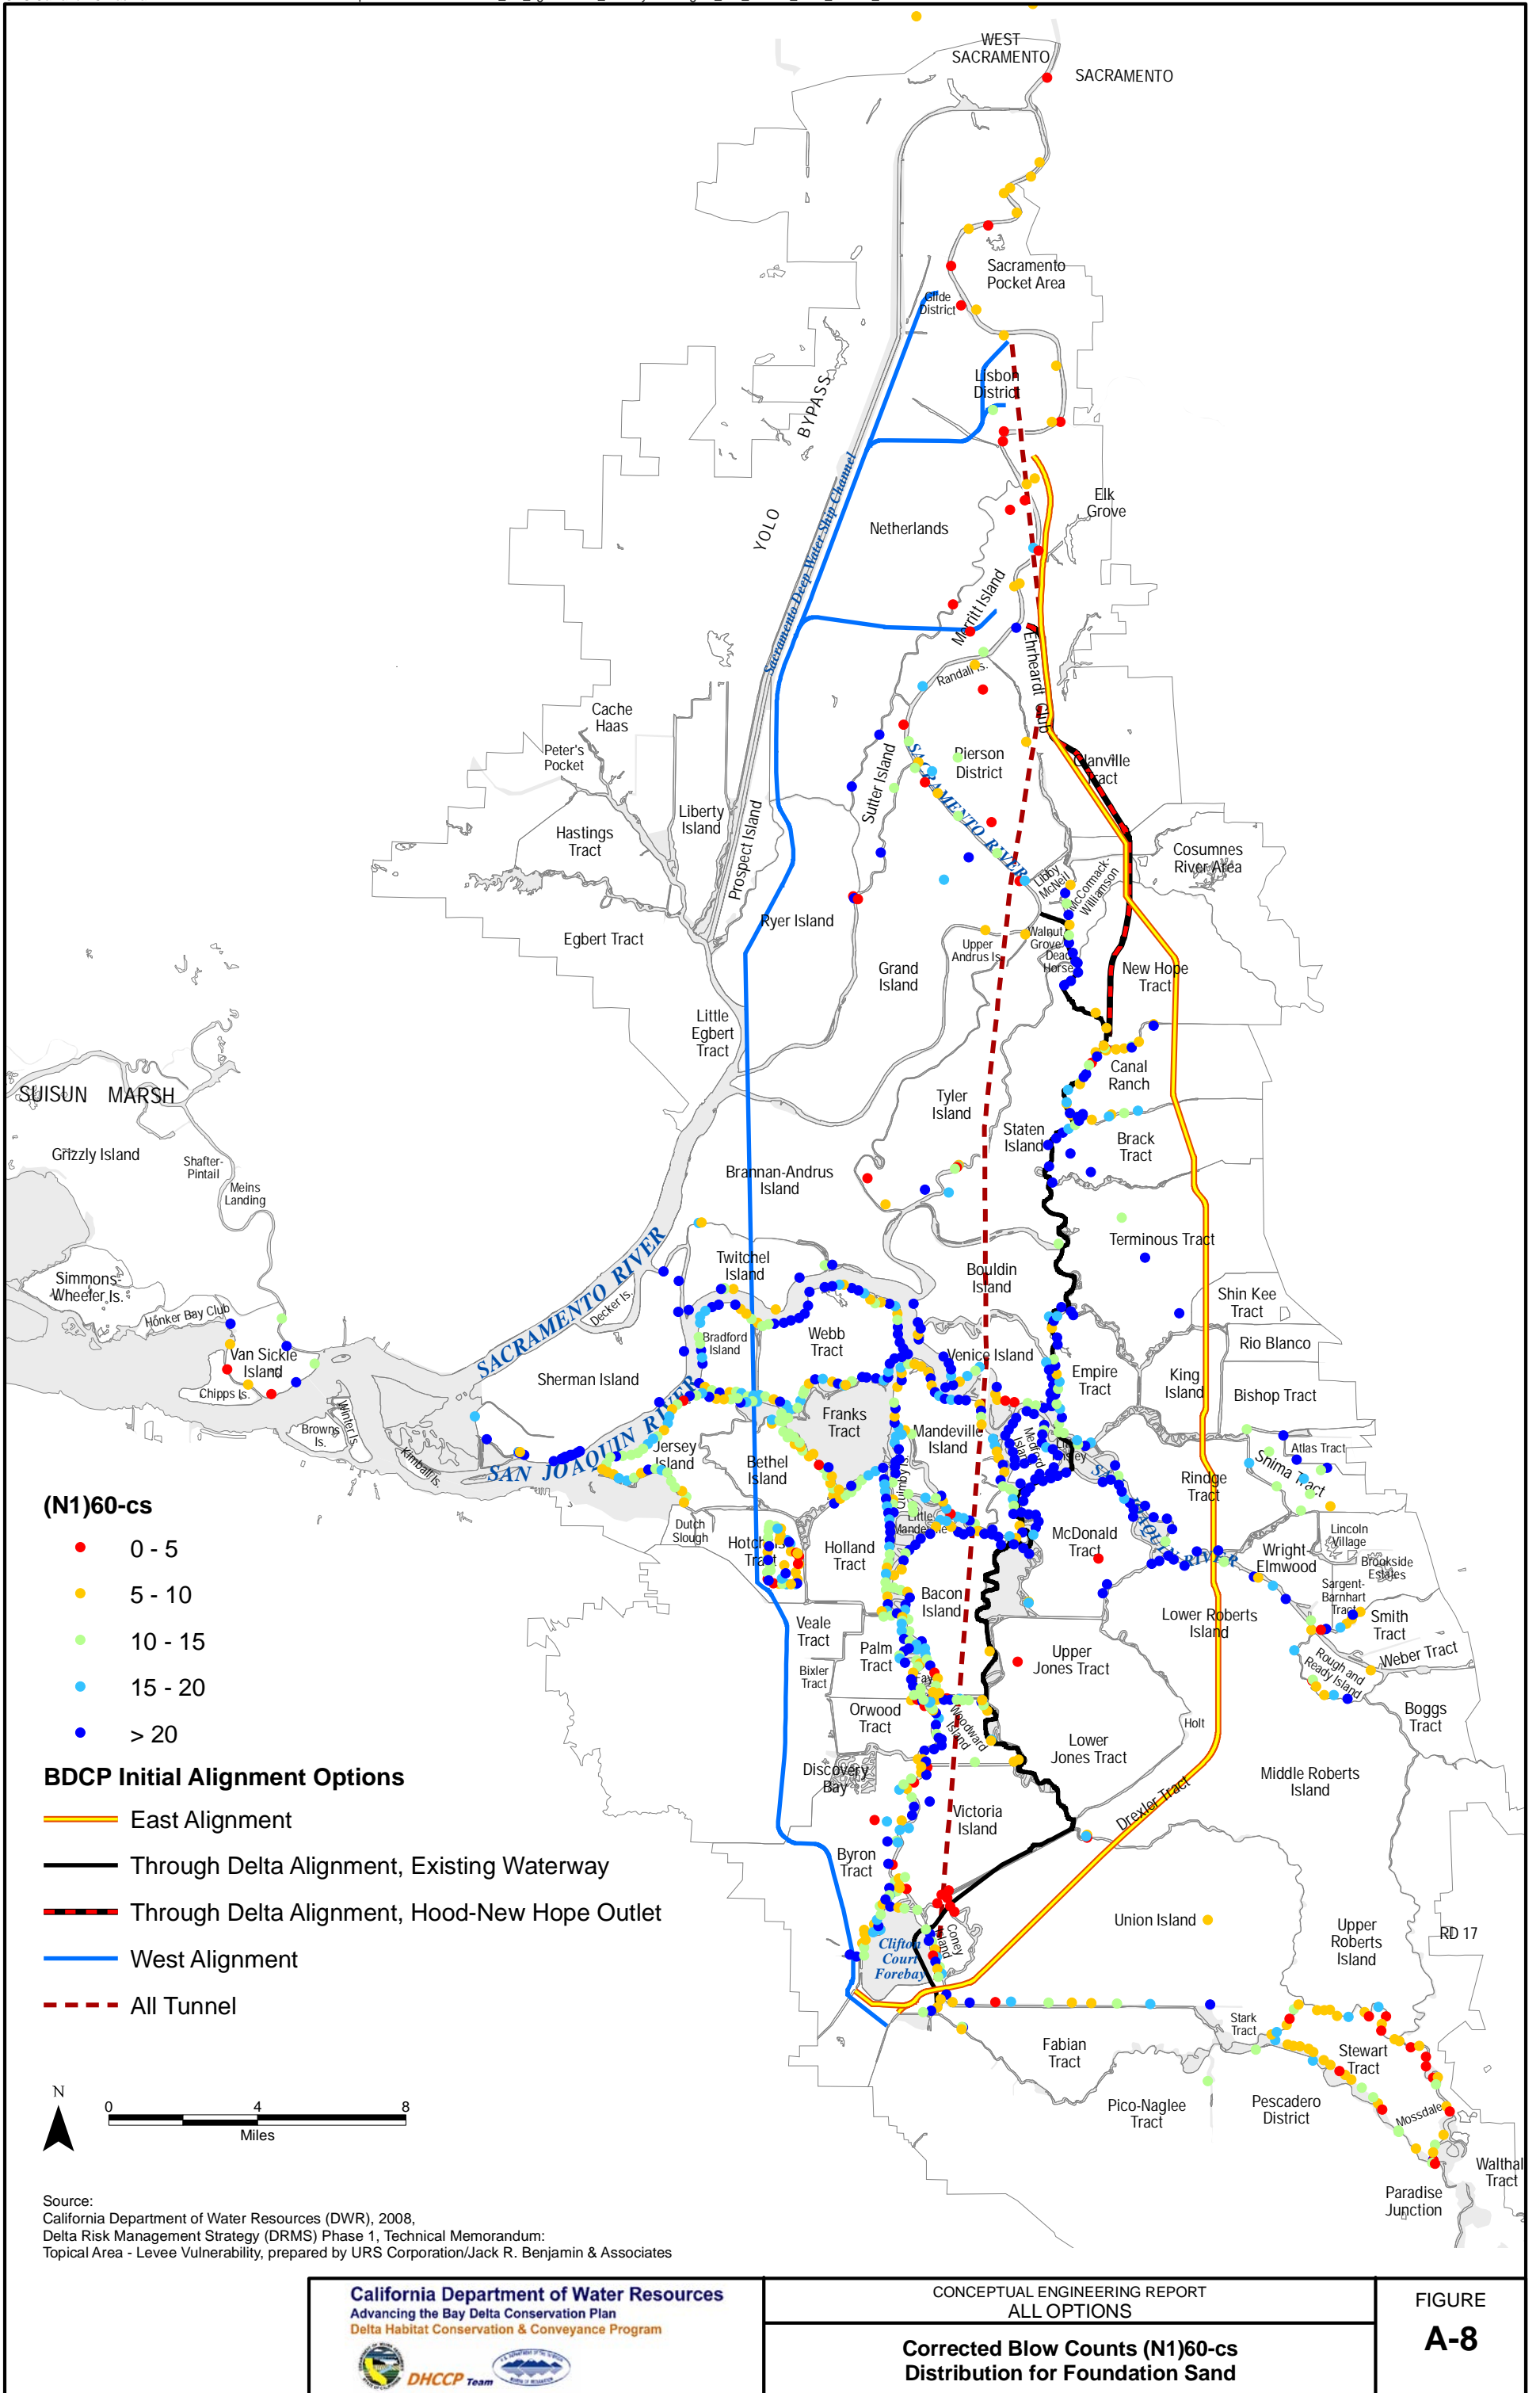 WEST
SACRAMENTO
SACRAMENTO
Sacramento
Pocket Area
Glide
District
Lisbon
District
YOLO BYPASS
Sacramento Deep Water Ship Channel
Elk
Grove
Netherlands
Merritt Island
Ehrheardt Club
Randall Is.
Cache
Haas
Peter's
Pocket
SACRAMENTO RIVER
Pierson
District
Glanville
Tract
Sutter Island
Liberty
Island
Prospect Island
Hastings
Tract
Cosumnes
River Area
Libby
McNeil
McCormack-
Williamson
Ryer Island
Egbert Tract
Walnut
Grove
Upper
Andrus Is.
Dead
Horse
Grand
Island
New Hope
Tract
Little
Egbert
Tract
Canal
Ranch
SUISUN MARSH
Tyler
Island
Staten
Island
Brack
Tract
Grizzly Island
Shafter-
Pintail
Meins
Landing
Brannan-Andrus
Island
Terminous Tract
SACRAMENTO RIVER
Twitchel
Island
Bouldin
Island
Simmons-
Wheeler Is.
Decker Is.
Shin Kee
Tract
Honker Bay Club
Rio Blanco
Bradford
Island
Webb
Tract
Venice Island
Van Sickle
Island
Sherman Island
Empire
Tract
King
Island
Bishop Tract
Chipps Is.
Winter Is.
Browns
Is.
Franks
Tract
Mandeville
Island
Medford
Island
Kimball Is.
SAN JOAQUIN RIVER
Jersey
Island
Bethel
Island
Quimby Is.
Atlas Tract
Shima Tract
Rindge
Tract
(N1)60-cs
Dutch
Slough
Little
Mandeville
SAN JOAQUIN RIVER
Lincoln
Village
0 - 5
Hotchkiss
Tract
Holland
Tract
McDonald
Tract
Wright-
Elmwood
Brookside
Estates
5 - 10
Bacon
Island
Sargent-
Barnhart
Tract
Lower Roberts
Island
Smith
Tract
10 - 15
Veale
Tract
Palm
Tract
Upper
Jones Tract
Rough and
Ready Island
Weber Tract
15 - 20
Bixler
Tract
Orwood
Tract
Woodward
Island
Holt
Boggs
Tract
> 20
Lower
Jones Tract
BDCP Initial Alignment Options
Discovery
Bay
Middle Roberts
Island
Drexler Tract
East Alignment
Victoria
Island
Through Delta Alignment, Existing Waterway
Byron
Tract
Through Delta Alignment, Hood-New Hope Outlet
Union Island
Upper
Roberts
Island
RD 17
Coney
Island
West Alignment
Clifton
Court
Forebay
All Tunnel
Stark
Tract
Fabian
Tract
Stewart
Tract
Pico-Naglee
Tract
Pescadero
District
Mossdale
N
0 4 8
Miles
Walthal
Tract
Paradise
Junction
Source:
California Department of Water Resources (DWR), 2008,
Delta Risk Management Strategy (DRMS) Phase 1, Technical Memorandum:
Topical Area - Levee Vulnerability, prepared by URS Corporation/Jack R. Benjamin & Associates
California Department of Water Resources
Advancing the Bay Delta Conservation Plan
Delta Habitat Conservation & Conveyance Program
DHCCP Team
CONCEPTUAL ENGINEERING REPORT
ALL OPTIONS
Corrected Blow Counts (N1)60-cs
Distribution for Foundation Sand
FIGURE
A-8